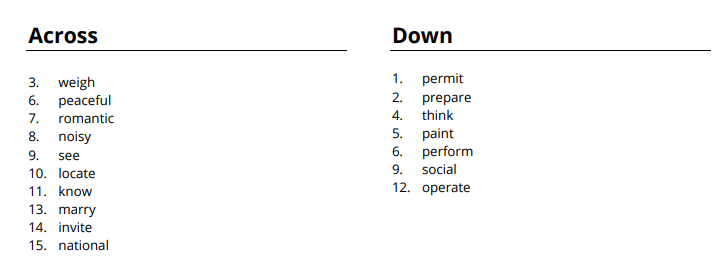 Across
3. weigh
6. peaceful
7. romantic
8. noisy
9. see
10. locate
11. know
13. marry
14. invite
15. national
Down
1. permit
2. prepare
4. think
5. paint
6. perform
9. social
12. operate